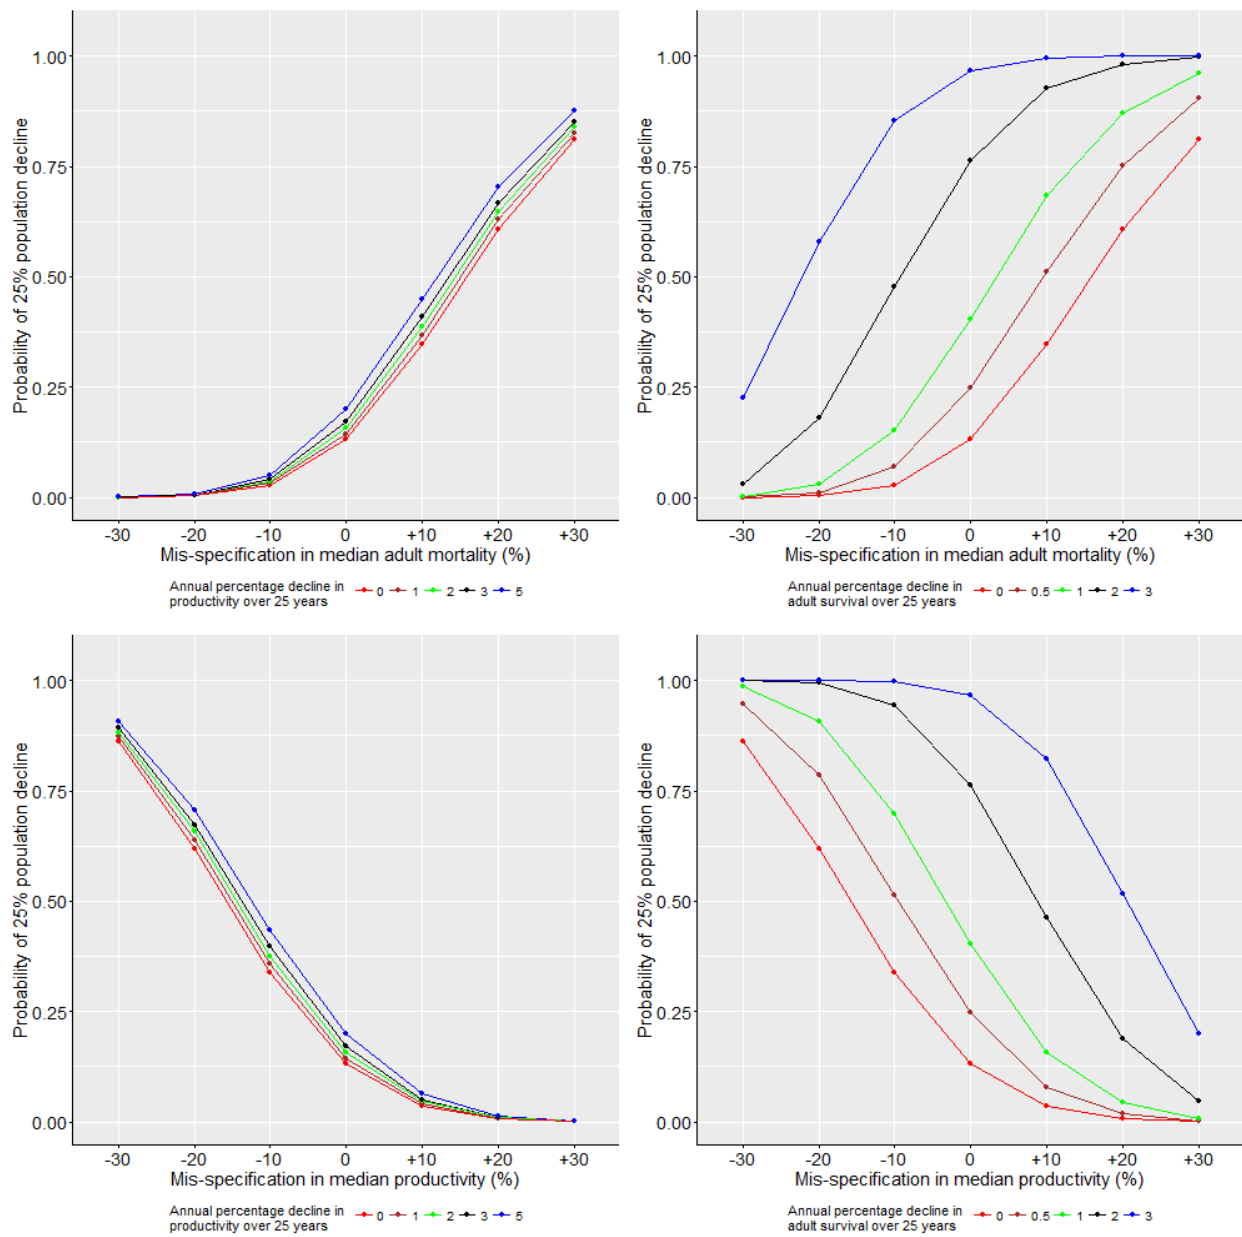 Probability of 25% population decline
1.00
0.75
0.50
0.25
0.00
-30 -20 -10 0 +10 +20 +30
Mis-specification in median adult mortality (%)
Annual percentage decline in
productivity over 25 years
0 1 2 3 5
Probability of 25% population decline
1.00
0.75
0.50
0.25
0.00
-30 -20 -10 0 +10 +20 +30
Mis-specification in median adult mortality (%)
Annual percentage decline in
adult survival over 25 years
0 0.5 1 2 3
Probability of 25% population decline
1.00
0.75
0.50
0.25
0.00
-30 -20 -10 0 +10 +20 +30
Mis-specification in median productivity (%)
Annual percentage decline in
productivity over 25 years
0 1 2 3 5
Probability of 25% population decline
1.00
0.75
0.50
0.25
0.00
-30 -20 -10 0 +10 +20 +30
Mis-specification in median productivity (%)
Annual percentage decline in
adult survival over 25 years
0 0.5 1 2 3